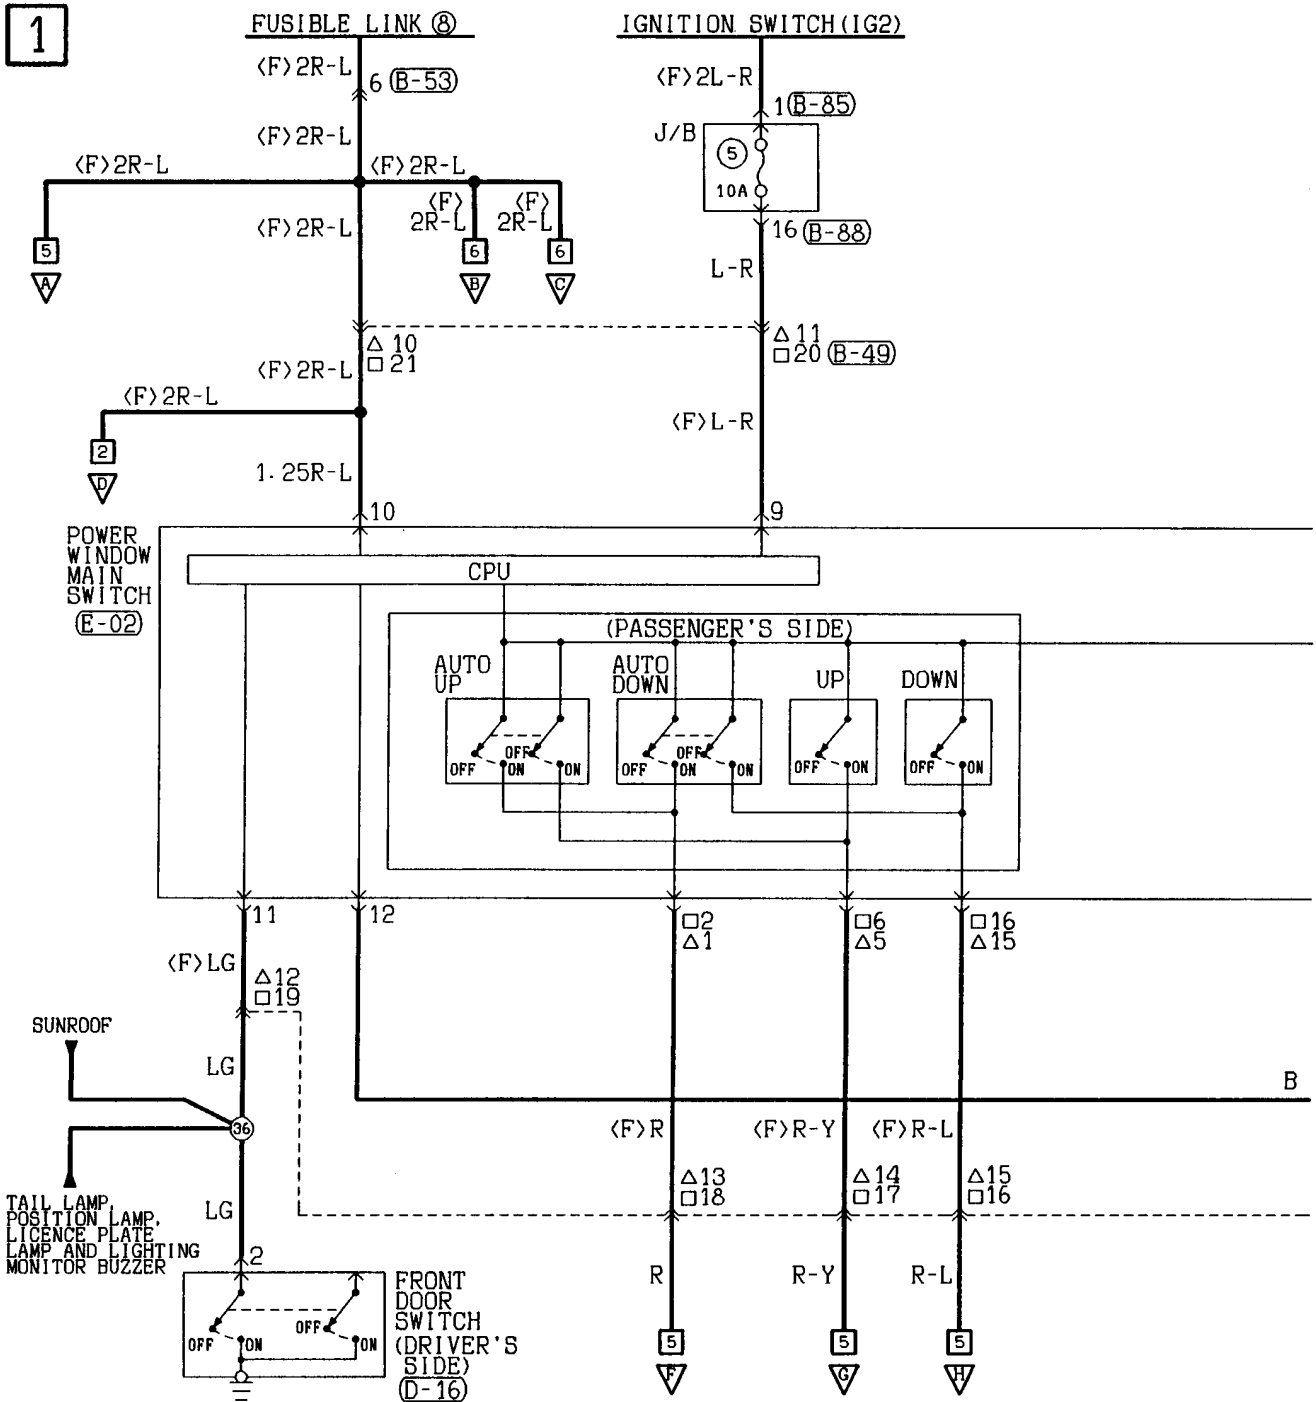 1
FUSIBLE LINK ⑧
IGNITION SWITCH(IG2)
<F>2R-L
6 (B-53)
<F>2L-R
1(B-85)
<F>2R-L
J/B
5
10A
<F>2R-L
<F>2R-L
<F>
2R-L
<F>
2R-L
<F>2R-L
16 (B-88)
5
6
6
A
B
C
L-R
△ 10
□ 21
△ 11
□ 20 (B-49)
<F>2R-L
<F>2R-L
<F>L-R
2
D
1.25R-L
10
9
POWER
WINDOW
MAIN
SWITCH
(E-02)
CPU
(PASSENGER'S SIDE)
AUTO
UP
AUTO
DOWN
UP
DOWN
OFF
OFF
ON
ON
OFF
OFF
ON
ON
OFF
ON
OFF
ON
11
12
□2
△1
□6
△5
□16
△15
<F>LG
△12
□19
SUNROOF
LG
B
36
<F>R
<F>R-Y
<F>R-L
△13
□18
△14
□17
△15
□16
TAIL LAMP,
POSITION LAMP,
LICENCE PLATE
LAMP AND LIGHTING
MONITOR BUZZER
LG
2
FRONT
DOOR
SWITCH
(DRIVER'S
SIDE)
(D-16)
OFF
ON
OFF
ON
R
R-Y
R-L
5
5
5
F
G
H